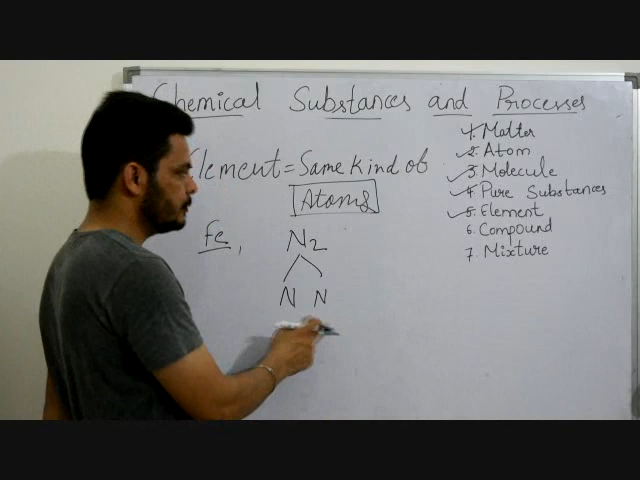 Chemical Substances and Processes
Element = Same kind of
Atoms
Fe, N2
N N
1. Matter
2. Atom
3. Molecule
4. Pure Substances
5. Element
6. Compound
7. Mixture